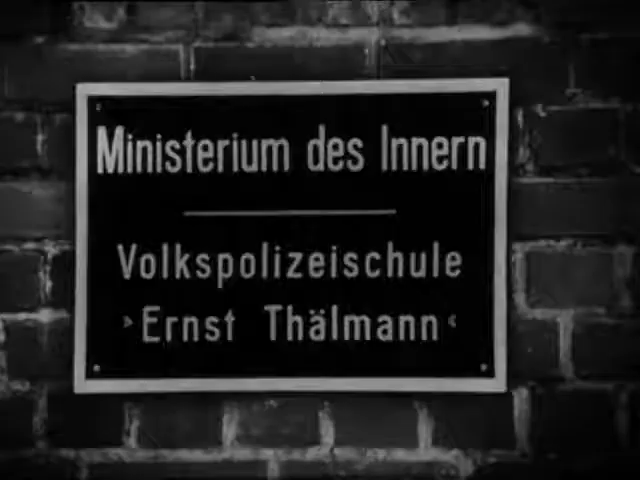 Ministerium des Innern
Volkspolizeischule
›Ernst Thälmann‹